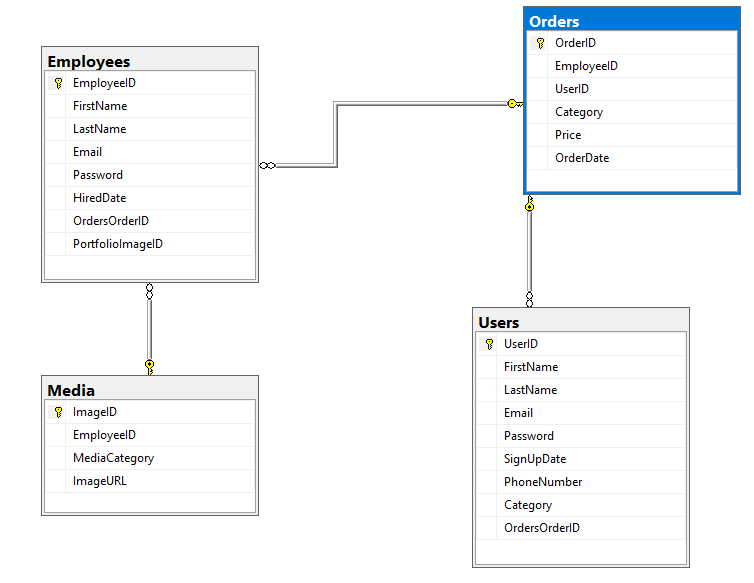 Employees
EmployeeID
FirstName
LastName
Email
Password
HiredDate
OrdersOrderID
PortfolioImageID
Orders
OrderID
EmployeeID
UserID
Category
Price
OrderDate
Media
ImageID
EmployeeID
MediaCategory
ImageURL
Users
UserID
FirstName
LastName
Email
Password
SignUpDate
PhoneNumber
Category
OrdersOrderID